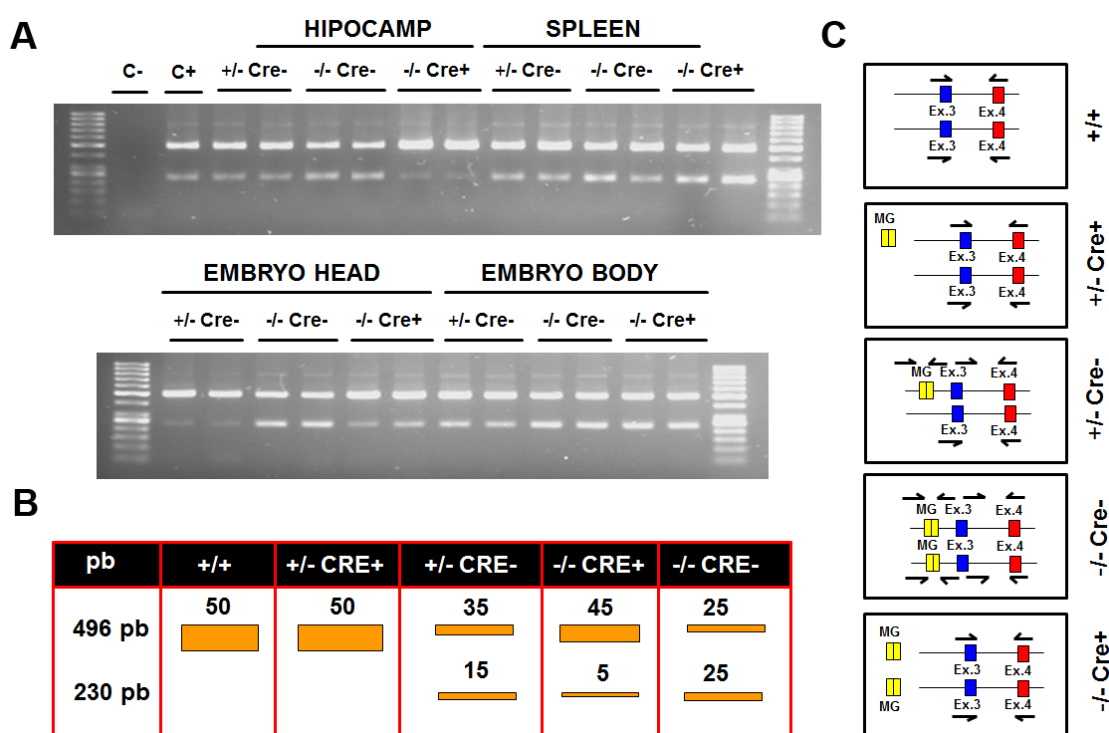 A
HIPOCAMP SPLEEN
C- C+ +/- Cre- -/- Cre- -/- Cre+ +/- Cre- -/- Cre- -/- Cre+
EMBRYO HEAD EMBRYO BODY
+/- Cre- -/- Cre- -/- Cre+ +/- Cre- -/- Cre- -/- Cre+
B
pb +/+ +/- CRE+ +/- CRE- -/- CRE+ -/- CRE-
50 50 35 45 25
496 pb
15 5 25
230 pb
C
Ex.3 Ex.4
Ex.3 Ex.4
+/+
MG
Ex.3 Ex.4
Ex.3 Ex.4
+/- Cre+
MG Ex.3 Ex.4
Ex.3 Ex.4
+/- Cre-
MG Ex.3 Ex.4
MG Ex.3 Ex.4
-/- Cre-
MG
Ex.3 Ex.4
MG Ex.3 Ex.4
-/- Cre+